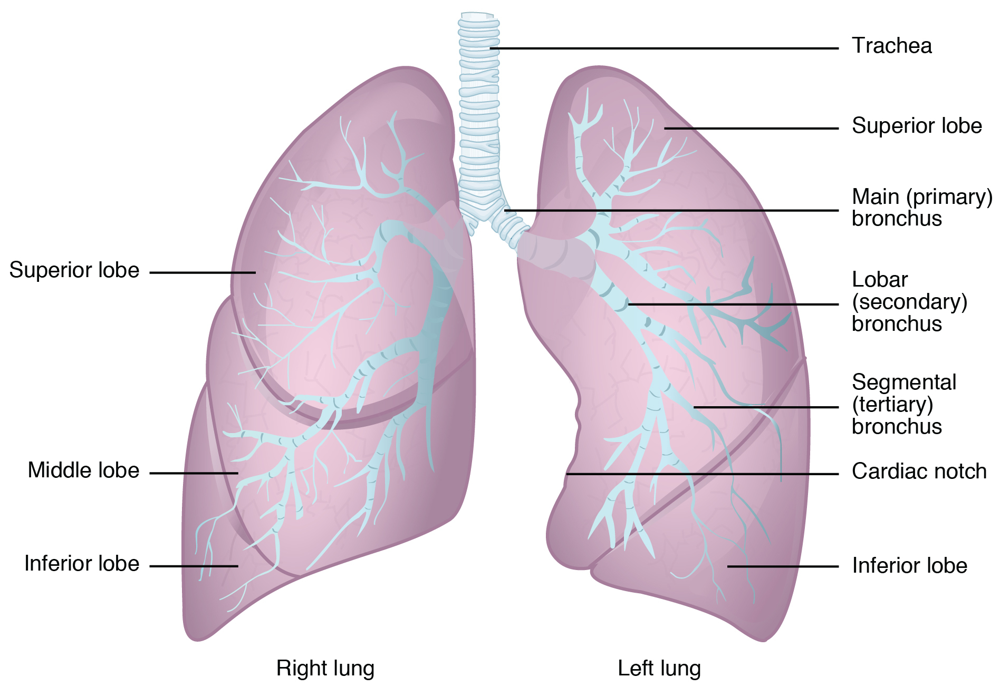 Trachea
Superior lobe
Main (primary)
bronchus
Superior lobe
Lobar
(secondary)
bronchus
Segmental
(tertiary)
bronchus
Middle lobe
Cardiac notch
Inferior lobe
Inferior lobe
Right lung
Left lung